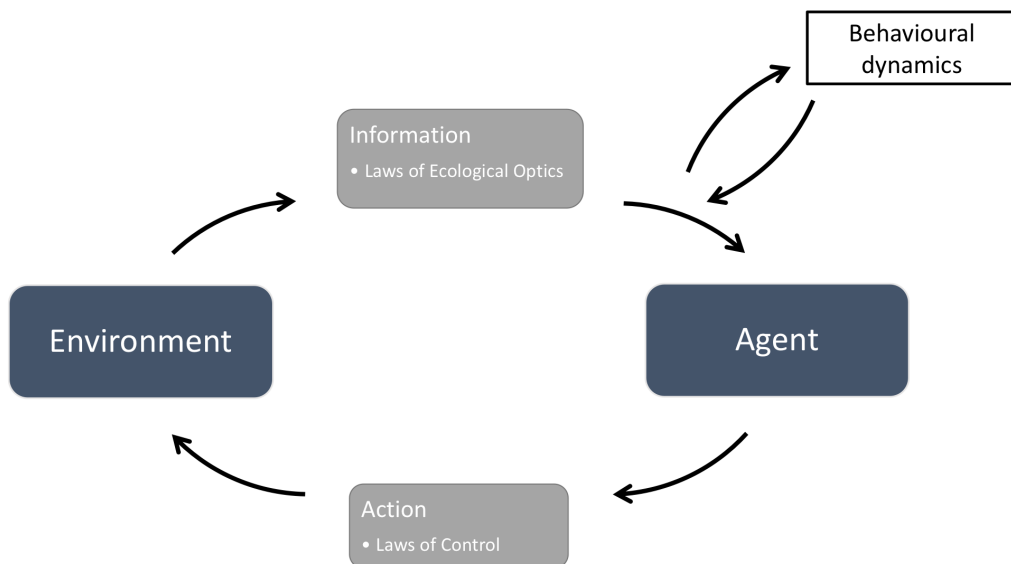 Behavioural
dynamics
Information
• Laws of Ecological Optics
Environment
Agent
Action
• Laws of Control